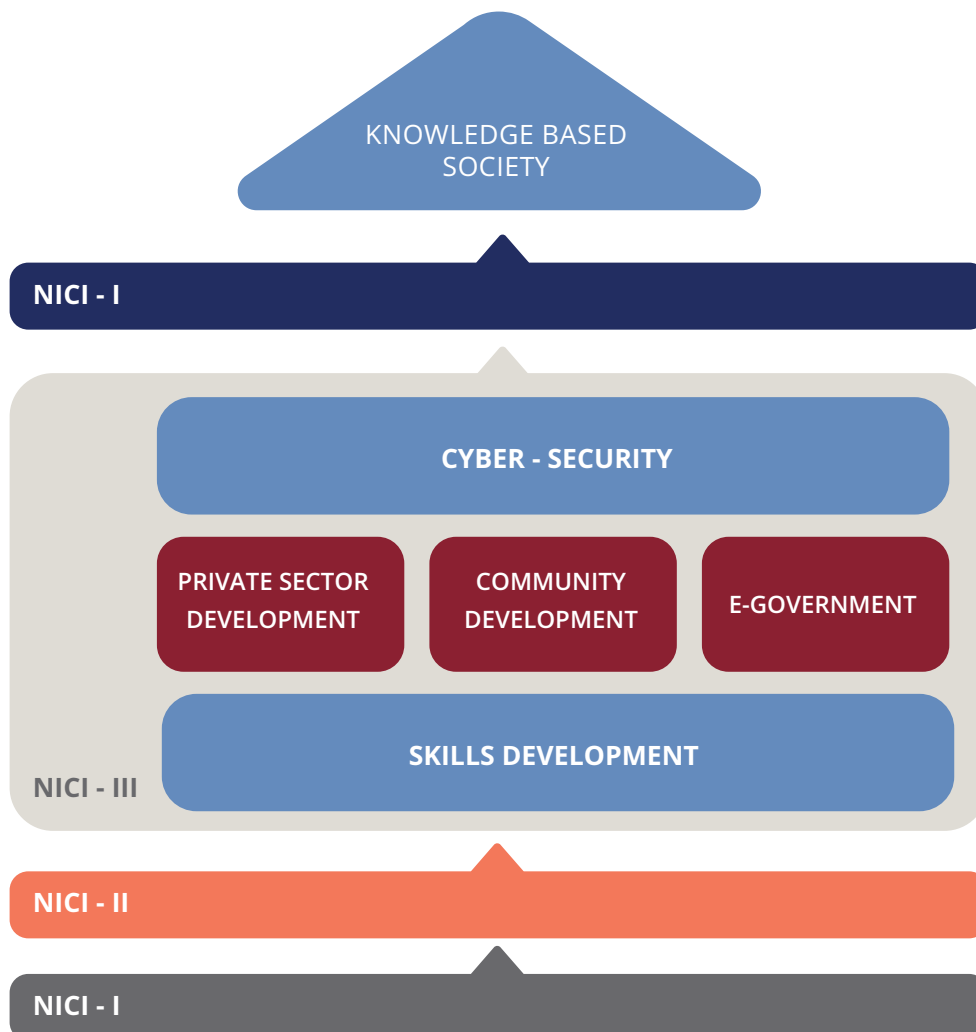 KNOWLEDGE BASED
SOCIETY
NICI - I
CYBER - SECURITY
PRIVATE SECTOR
DEVELOPMENT
COMMUNITY
DEVELOPMENT
E-GOVERNMENT
SKILLS DEVELOPMENT
NICI - III
NICI - II
NICI - I